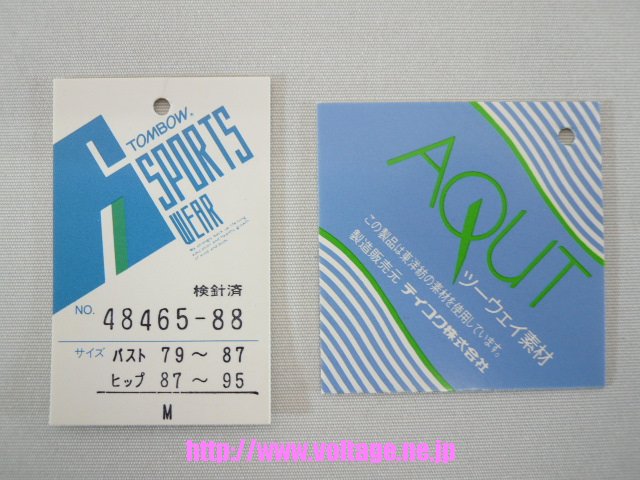 TOMBOW
SPORTS
WEAR
検針済
NO. 48465-88
サイズ バスト 79〜87
ヒップ 87〜95
M
AQUT
ツーウェイ素材
この製品は東洋紡の素材を使用しています。
製造販売元 テイコク株式会社
http://www.voltage.ne.jp